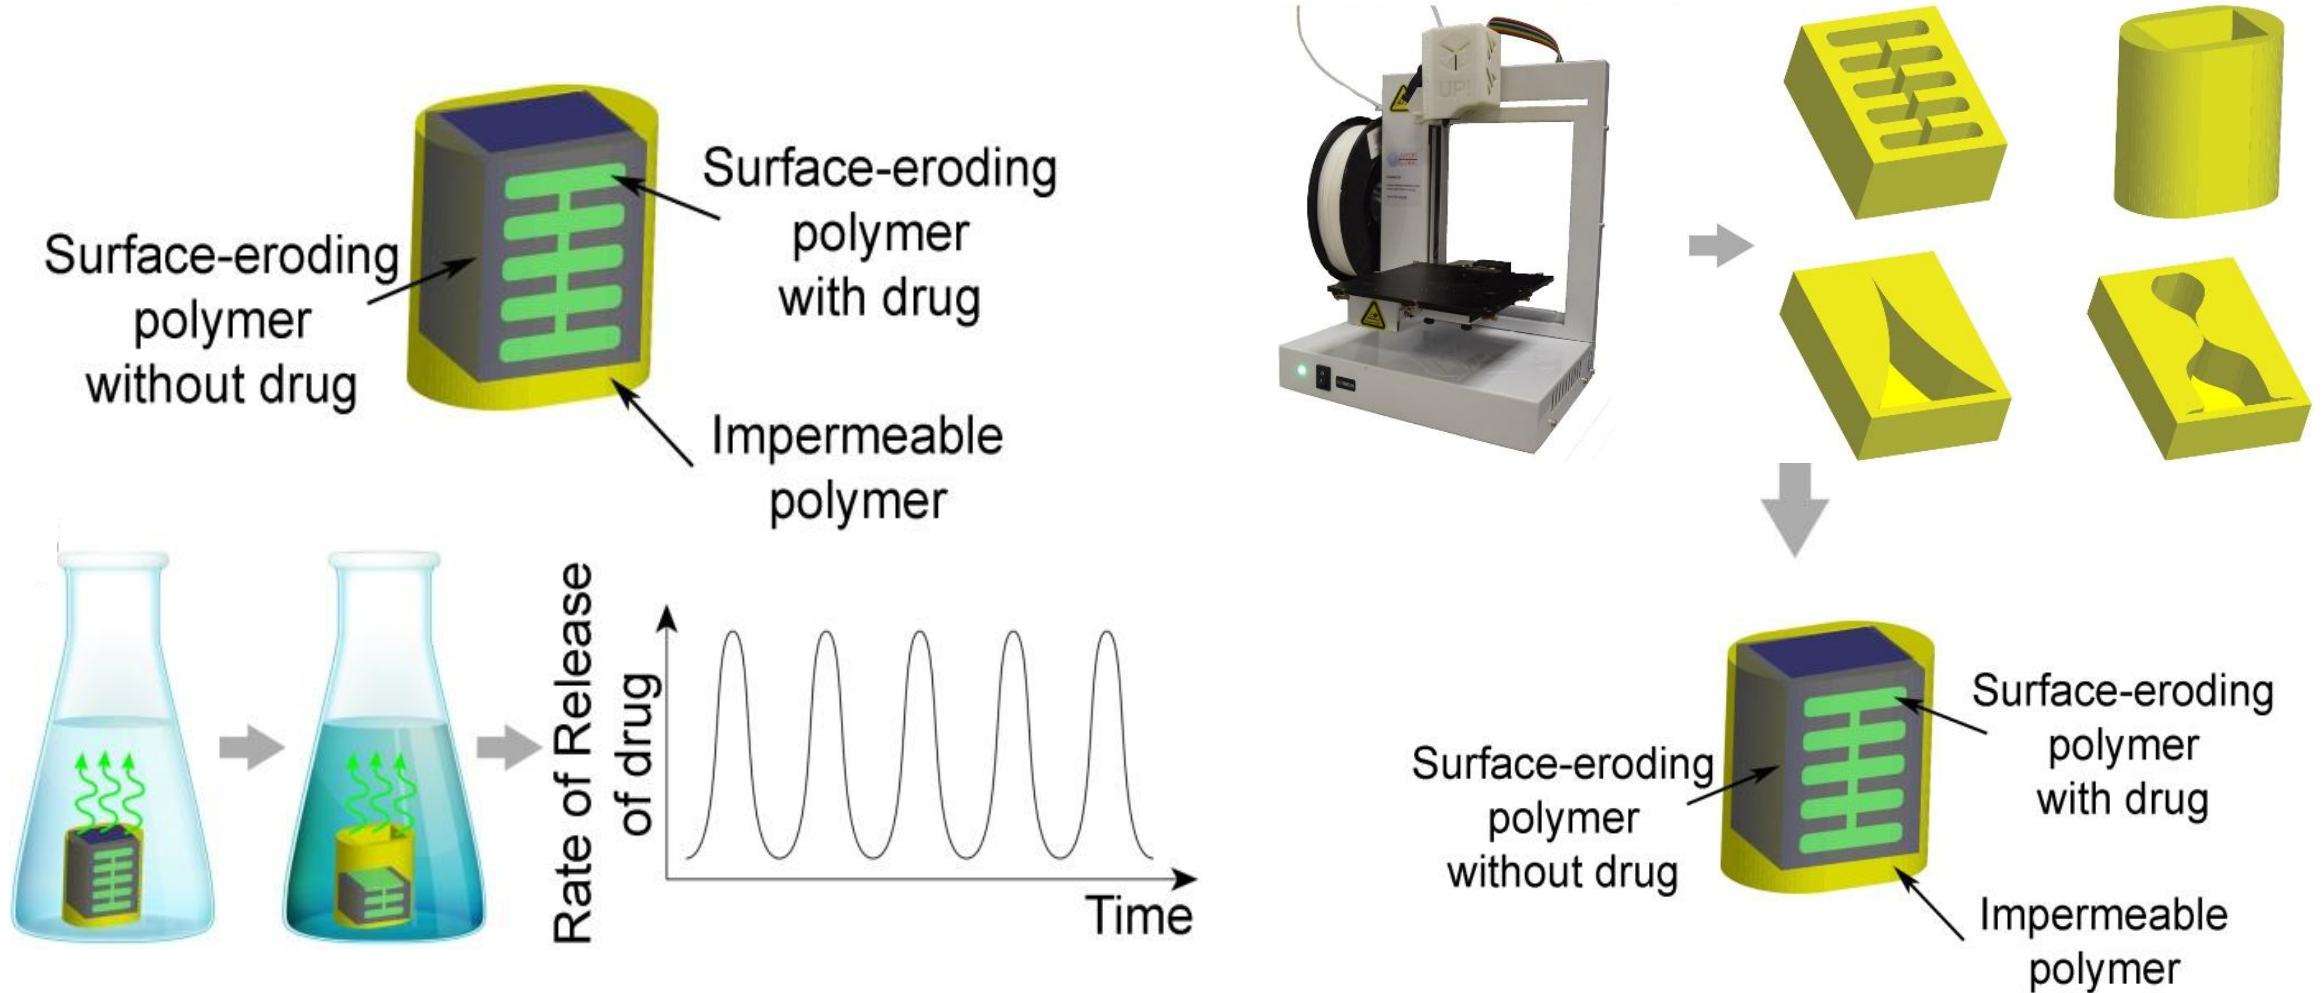 Surface-eroding
polymer
with drug
Surface-eroding
polymer
without drug
Impermeable
polymer
Rate of Release
of drug
Time
UP!
Surface-eroding
polymer
with drug
Surface-eroding
polymer
without drug
Impermeable
polymer